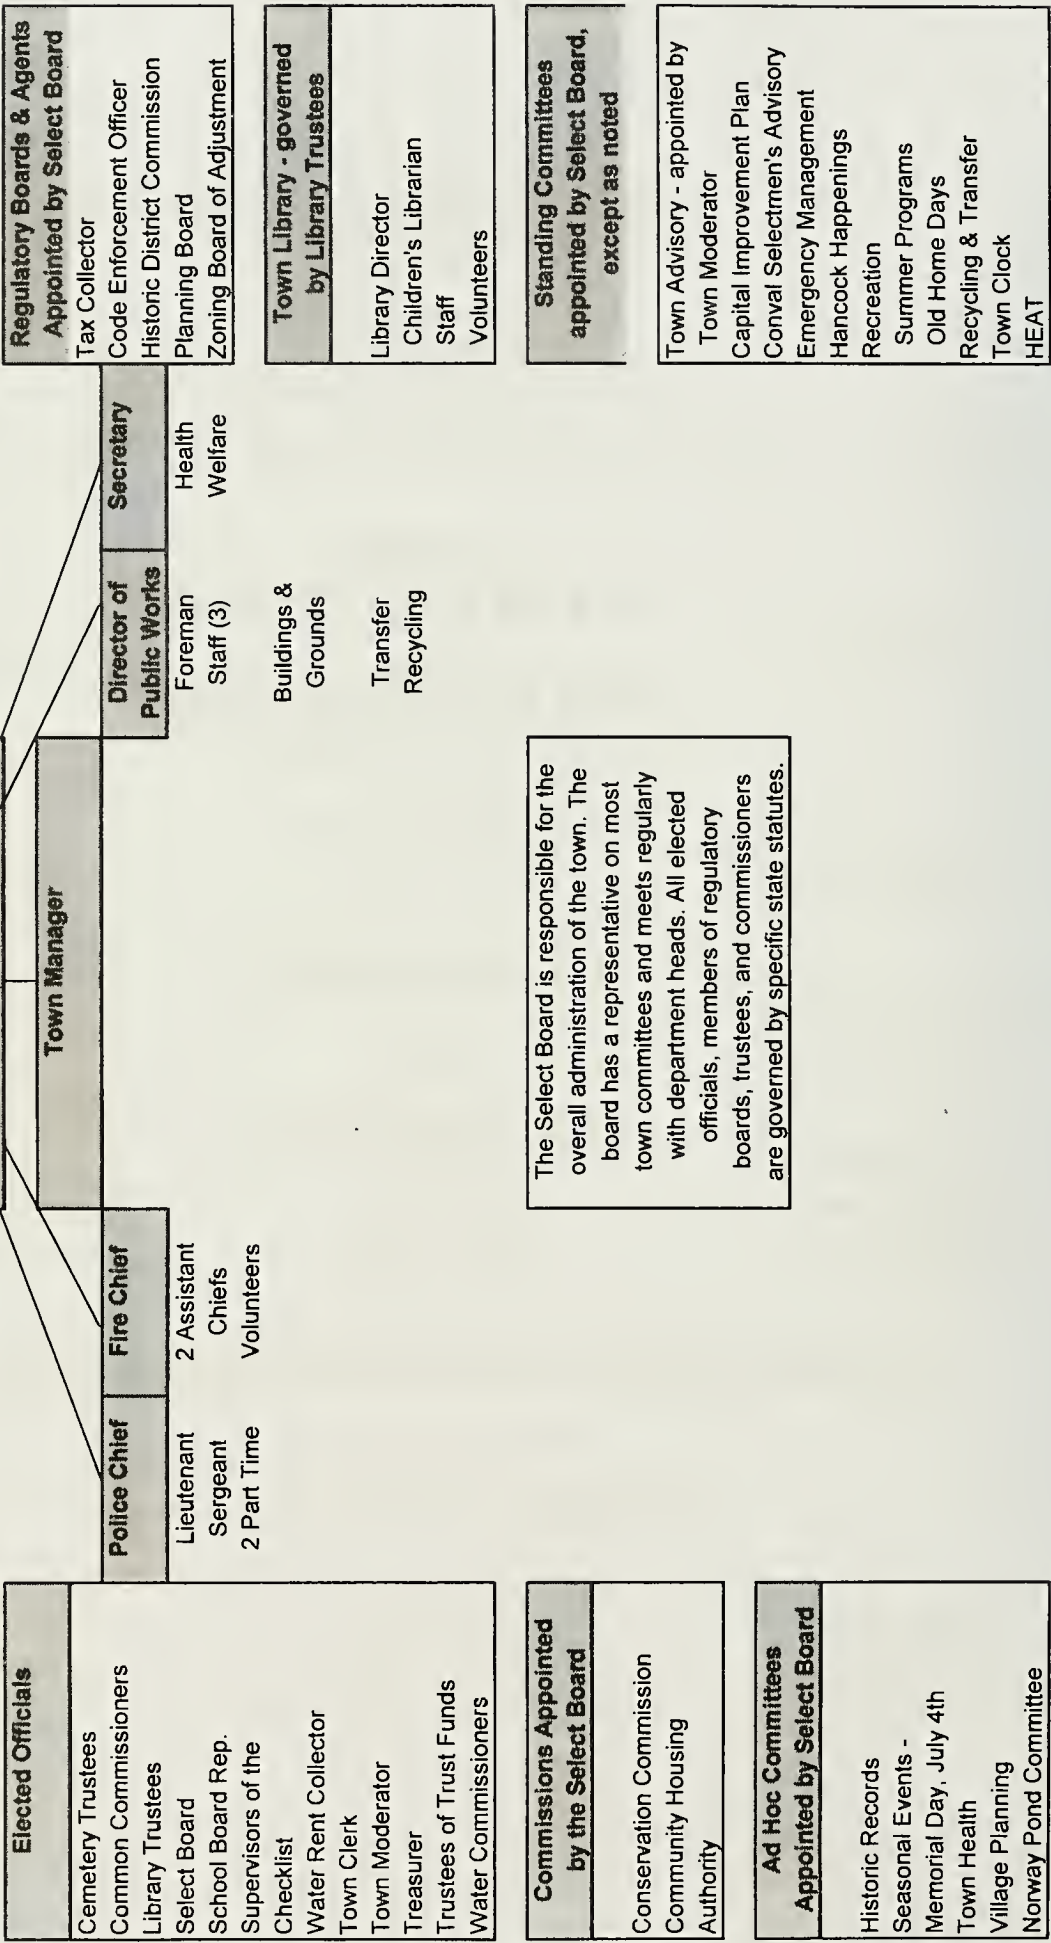 Elected Officials
Cemetery Trustees
Common Commissioners
Library Trustees
Select Board
School Board Rep.
Supervisors of the
Checklist
Water Rent Collector
Town Clerk
Town Moderator
Treasurer
Trustees of Trust Funds
Water Commissioners
Commissions Appointed
by the Select Board
Conservation Commission
Community Housing
Authority
Ad Hoc Committees
Appointed by Select Board
Historic Records
Seasonal Events -
Memorial Day, July 4th
Town Health
Village Planning
Norway Pond Committee
Police Chief
Lieutenant
Sergeant
2 Part Time
Fire Chief
2 Assistant
Chiefs
Volunteers
Town Manager
The Select Board is responsible for the
overall administration of the town. The
board has a representative on most
town committees and meets regularly
with department heads. All elected
officials, members of regulatory
boards, trustees, and commissioners
are governed by specific state statutes.
Director of
Public Works
Foreman
Staff (3)
Buildings &
Grounds
Transfer
Recycling
Secretary
Health
Welfare
Regulatory Boards & Agents
Appointed by Select Board
Tax Collector
Code Enforcement Officer
Historic District Commission
Planning Board
Zoning Board of Adjustment
Town Library - governed
by Library Trustees
Library Director
Children's Librarian
Staff
Volunteers
Standing Committees
appointed by Select Board,
except as noted
Town Advisory - appointed by
Town Moderator
Capital Improvement Plan
Conval Selectmen's Advisory
Emergency Management
Hancock Happenings
Recreation
Summer Programs
Old Home Days
Recycling & Transfer
Town Clock
HEAT